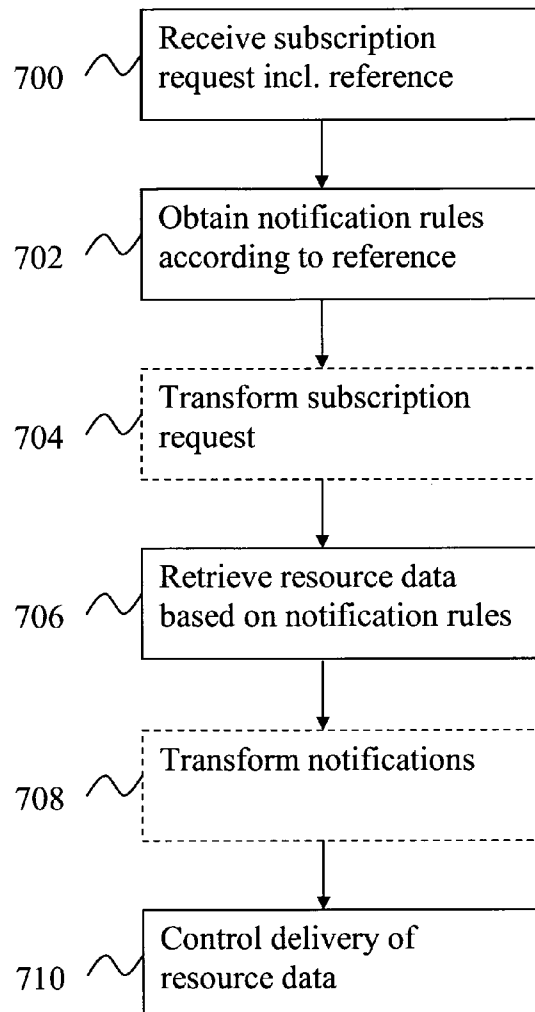 700
Receive subscription
request incl. reference
702
Obtain notification rules
according to reference
704
Transform subscription
request
706
Retrieve resource data
based on notification rules
708
Transform notifications
710
Control delivery of
resource data